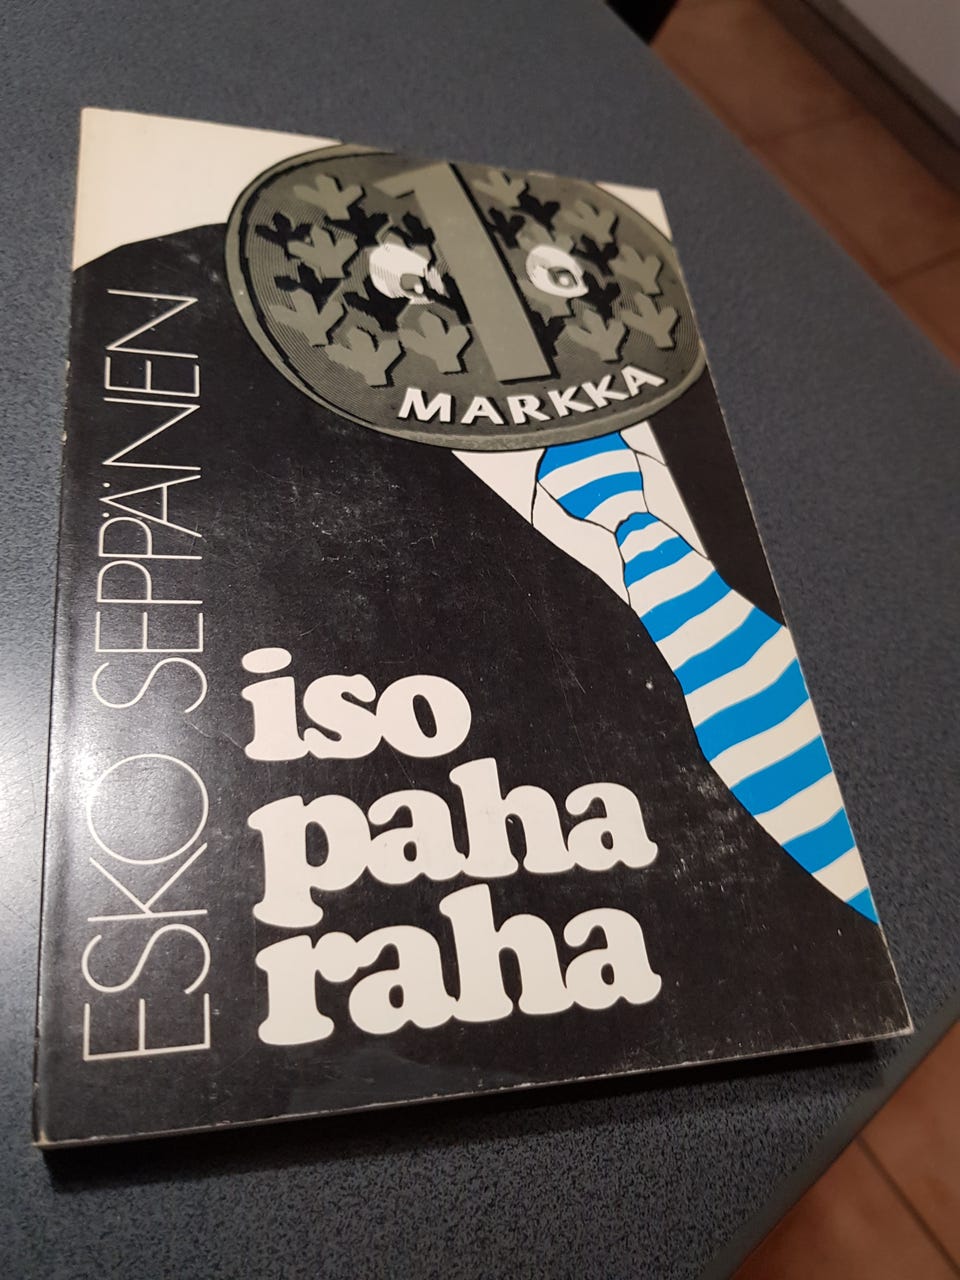 1
MARKKA
ESKO SEPPÄNEN
iso
paha
raha